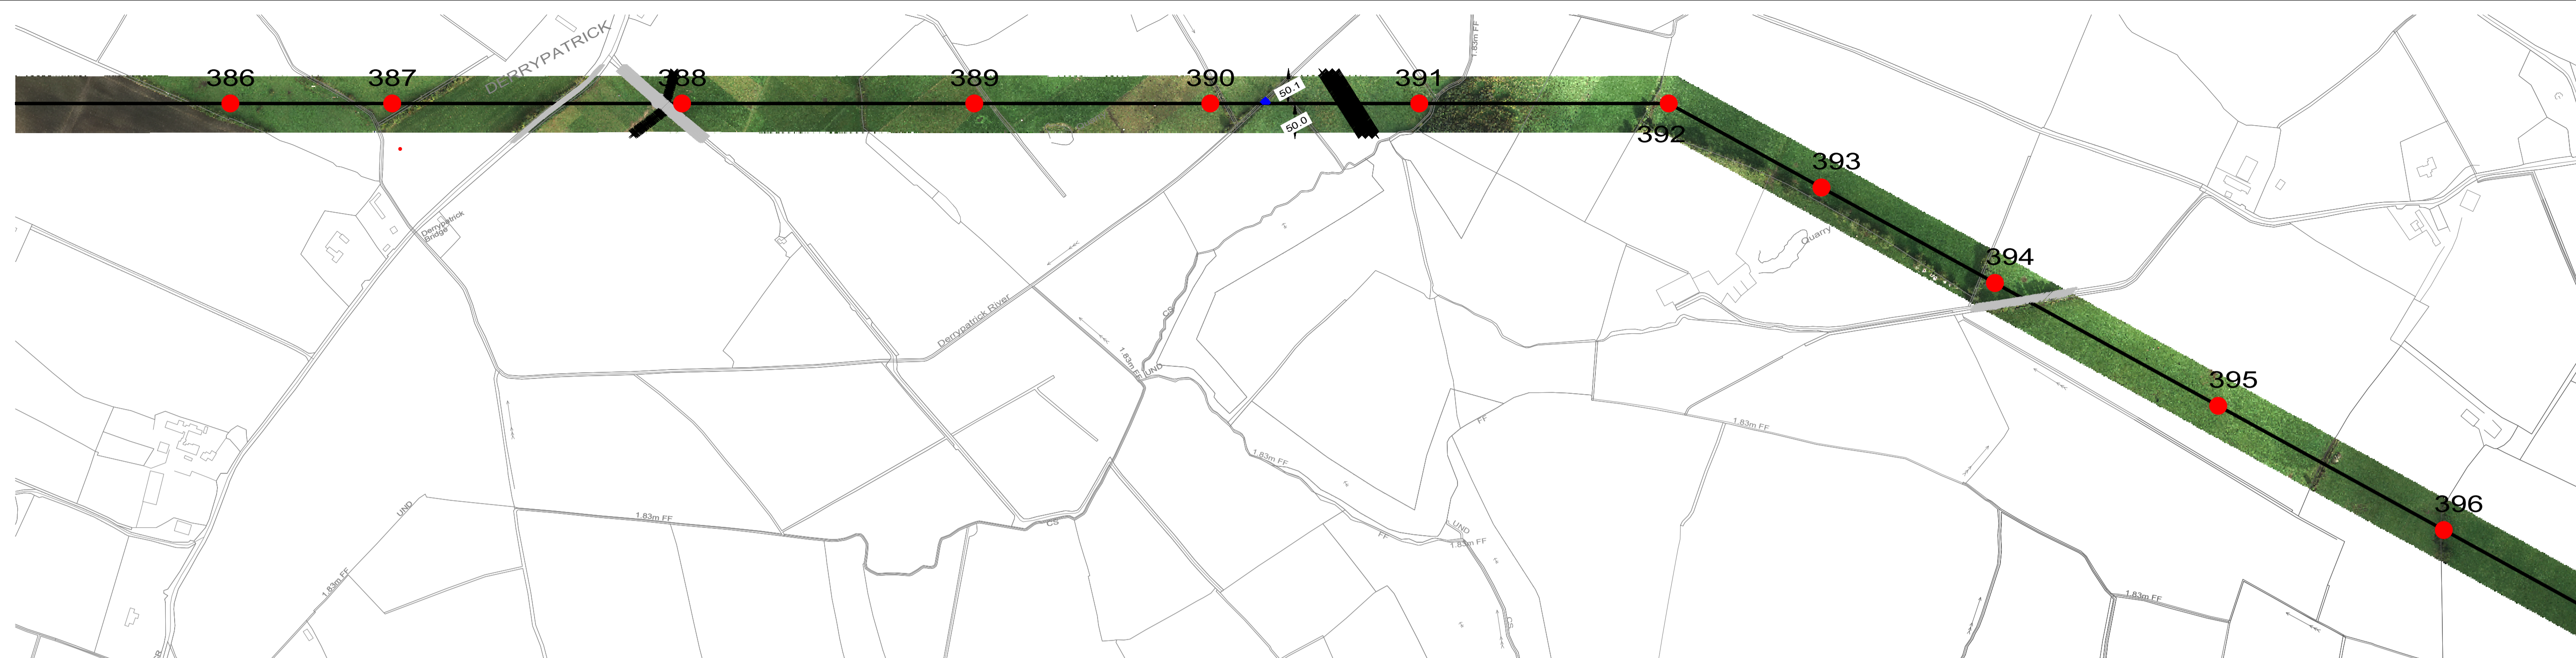 DERRYPATRICK
386
387
388
389
390
391
392
393
394
395
396
50.1
50.0
1.83m FF
Derrypatrick
Bridge
Quarry
Derrypatrick River
CS
1.83m FF
UND
FF
1.83m FF
1.83m FF
UND
1.83m FF
CS
UND
FF
1.83m FF
1.83m FF
1.83m FF
CS